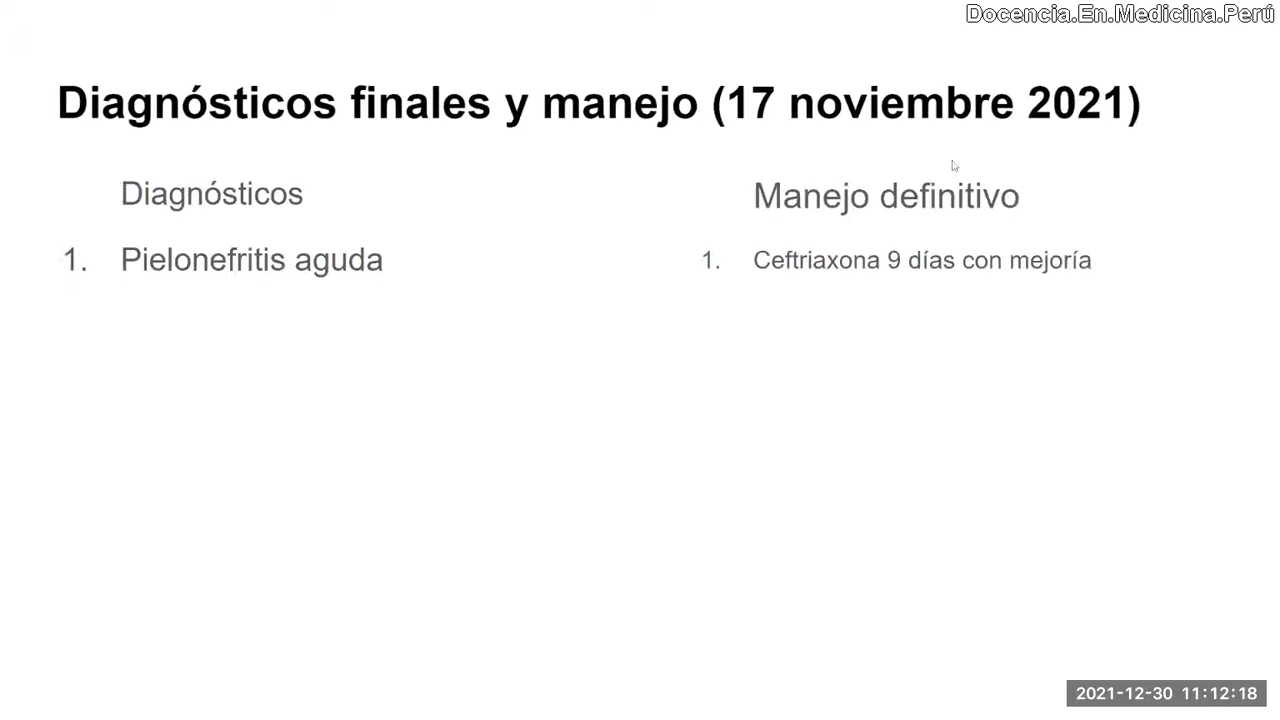 Docencia.En.Medicina.Perú
Diagnósticos finales y manejo (17 noviembre 2021)
Diagnósticos
1. Pielonefritis aguda
Manejo definitivo
1. Ceftriaxona 9 días con mejoría
2021-12-30 11:12:18